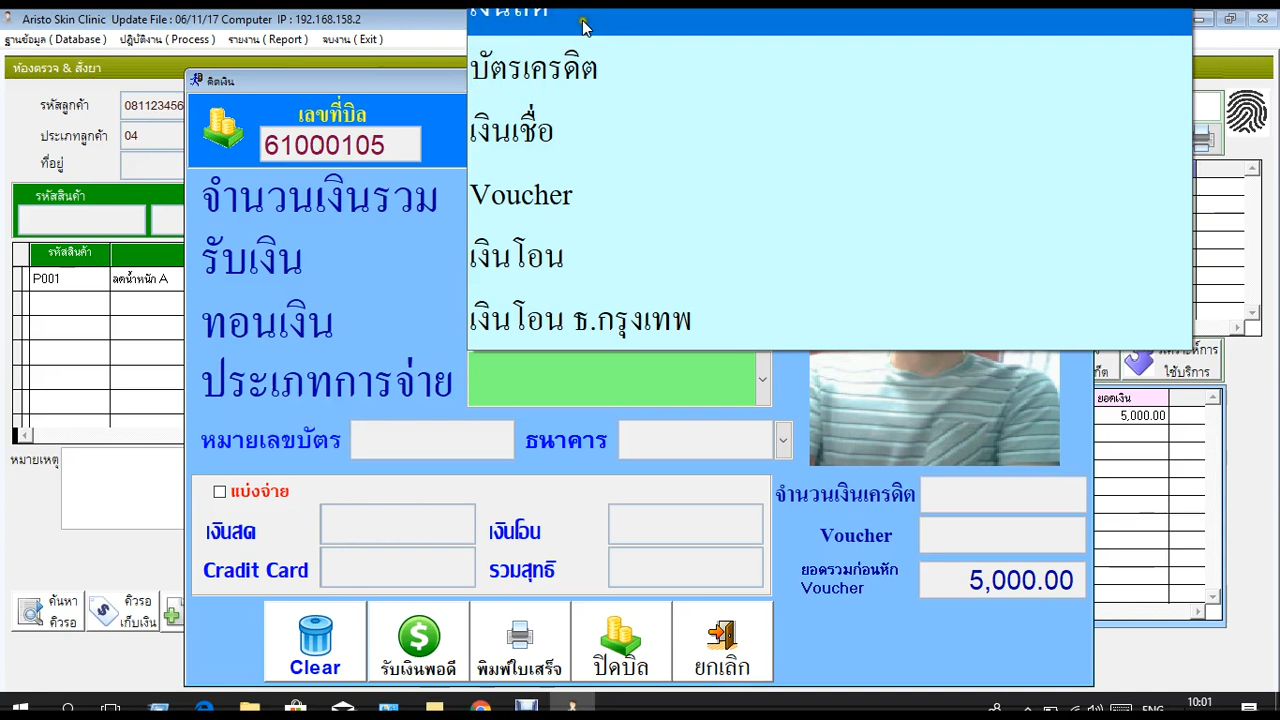 Aristo Skin Clinic Update File : 06/11/17 Computer IP : 192.168.158.2
ฐานข้อมูล ( Database ) ปฏิบัติงาน ( Process ) รายงาน ( Report ) จบงาน ( Exit )
ห้องตรวจ & สั่งยา
รหัสลูกค้า 081123456
ประเภทลูกค้า 04
ที่อยู่
คิดเงิน
เลขที่บิล
61000105
บัตรเครดิต
เงินเชื่อ
Voucher
เงินโอน
เงินโอน ธ.กรุงเทพ
รหัสสินค้า
รหัสสินค้า
P001 ลดน้ำหนัก A
จำนวนเงินรวม
รับเงิน
ทอนเงิน
ประเภทการจ่าย
หมายเลขบัตร ธนาคาร
ใช้บริการ
ยอดเงิน
5,000.00
หมายเหตุ
แบ่งจ่าย
เงินสด เงินโอน
Cradit Card รวมสุทธิ
จำนวนเงินเครดิต
Voucher
ยอดรวมก่อนหัก
Voucher
5,000.00
ค้นหา
คิวรอ
คิวรอ
เก็บเงิน
Clear รับเงินพอดี พิมพ์ใบเสร็จ ปิดบิล ยกเลิก
ENG
10:01